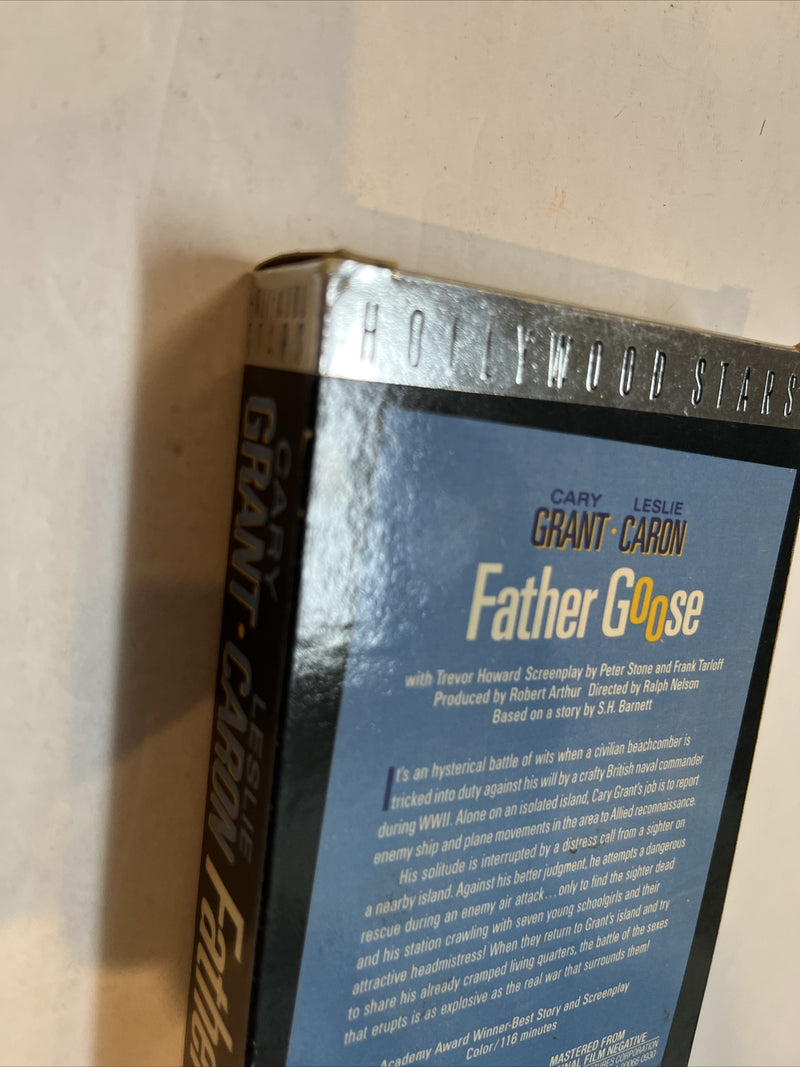 HOLLYWOOD STARS
HOLLYWOOD
STARS
CARY LESLIE
GRANT · CARON
Father
CARY LESLIE
GRANT · CARON
Father Goose
with Trevor Howard Screenplay by Peter Stone and Frank Tarloff
Produced by Robert Arthur Directed by Ralph Nelson
Based on a story by S.H. Barnett
It's an hysterical battle of wits when a civilian beachcomber is
tricked into duty against his will by a crafty British naval commander
during WWII. Alone on an isolated island, Cary Grant's job is to report
enemy ship and plane movements in the area to Allied reconnaissance.
His solitude is interrupted by a distress call from a sighter on
a nearby island. Against his better judgment, he attempts a dangerous
rescue during an enemy air attack...only to find the sighter dead
and his station crawling with seven young schoolgirls and their
attractive headmistress! When they return to Grant's island and try
to share his already cramped living quarters, the battle of the sexes
that erupts is as explosive as the real war that surrounds them!
Academy Award Winner-Best Story and Screenplay
Color/116 minutes
MASTERED FROM
NAL FILM NEGATIVE
TURES CORPORATION